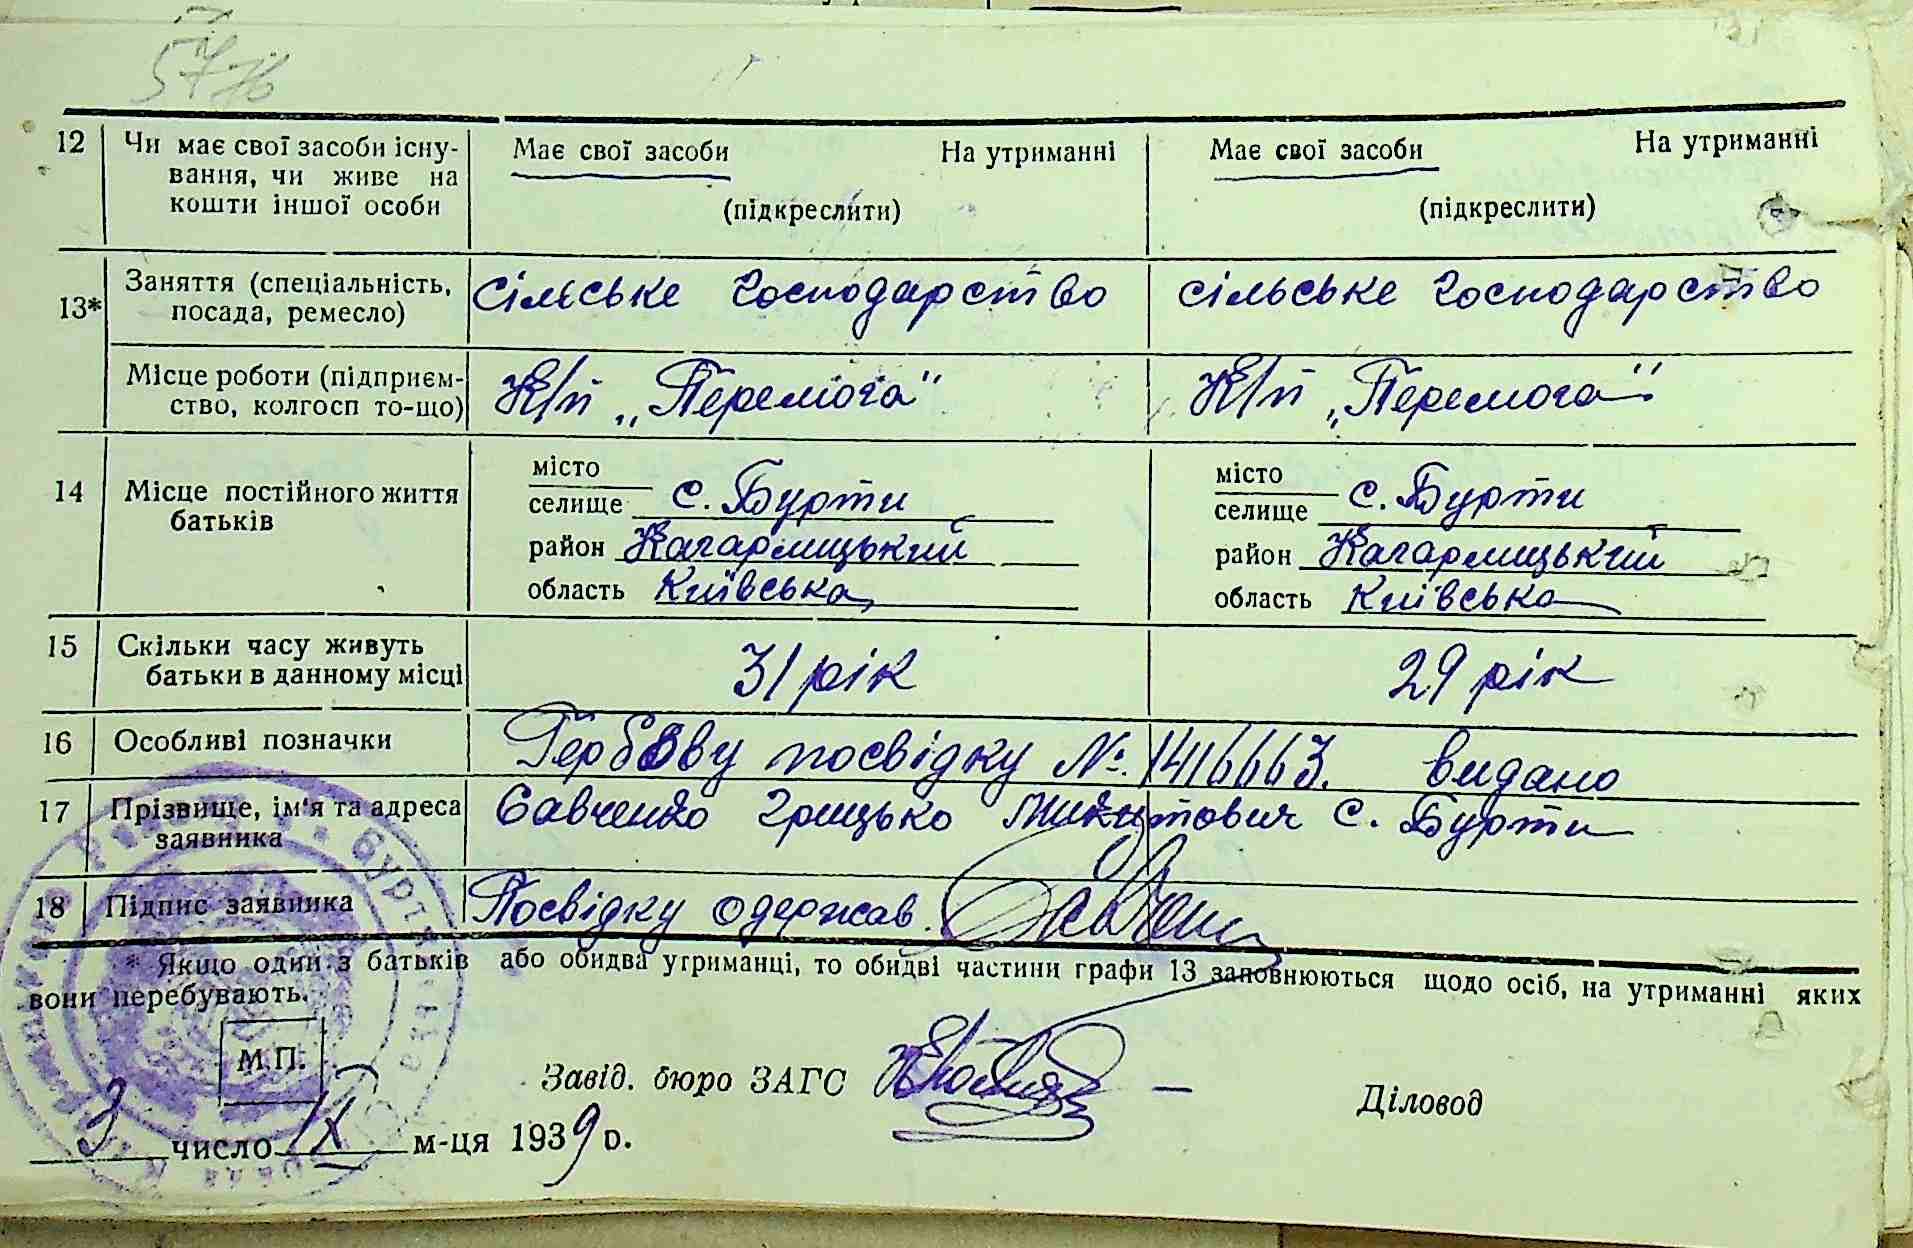 12 Чи має свої засоби існу-
вання, чи живе на
кошти іншої особи
Має свої засоби На утриманні
(підкреслити)
Має свої засоби На утриманні
(підкреслити)
13* Заняття (спеціальність,
посада, ремесло)
сільське господарство
сільське господарство
Місце роботи (підприєм-
ство, колгосп то-що)
К/п „Перемога"
К/п „Перемога"
14 Місце постійного життя
батьків
місто
селище с. Бурти
район Кагарлицький
область Київська
місто
селище с. Бурти
район Кагарлицький
область Київська
15 Скільки часу живуть
батьки в данному місці
31 рік
29 рік
16 Особливі позначки
Гербову посвідку №. 1416663. видано
17 Прізвище, ім'я та адреса
заявника
Савченко Грицько Микитович с. Бурти
18 Підпис заявника
Посвідку одержав.
* Якщо один з батьків або обидва утриманці, то обидві частини графи 13 заповнюються щодо осіб, на утриманні яких
вони перебувають.
М.П.
Завід. бюро ЗАГС
Діловод
3 число IX м-ця 1939 р.